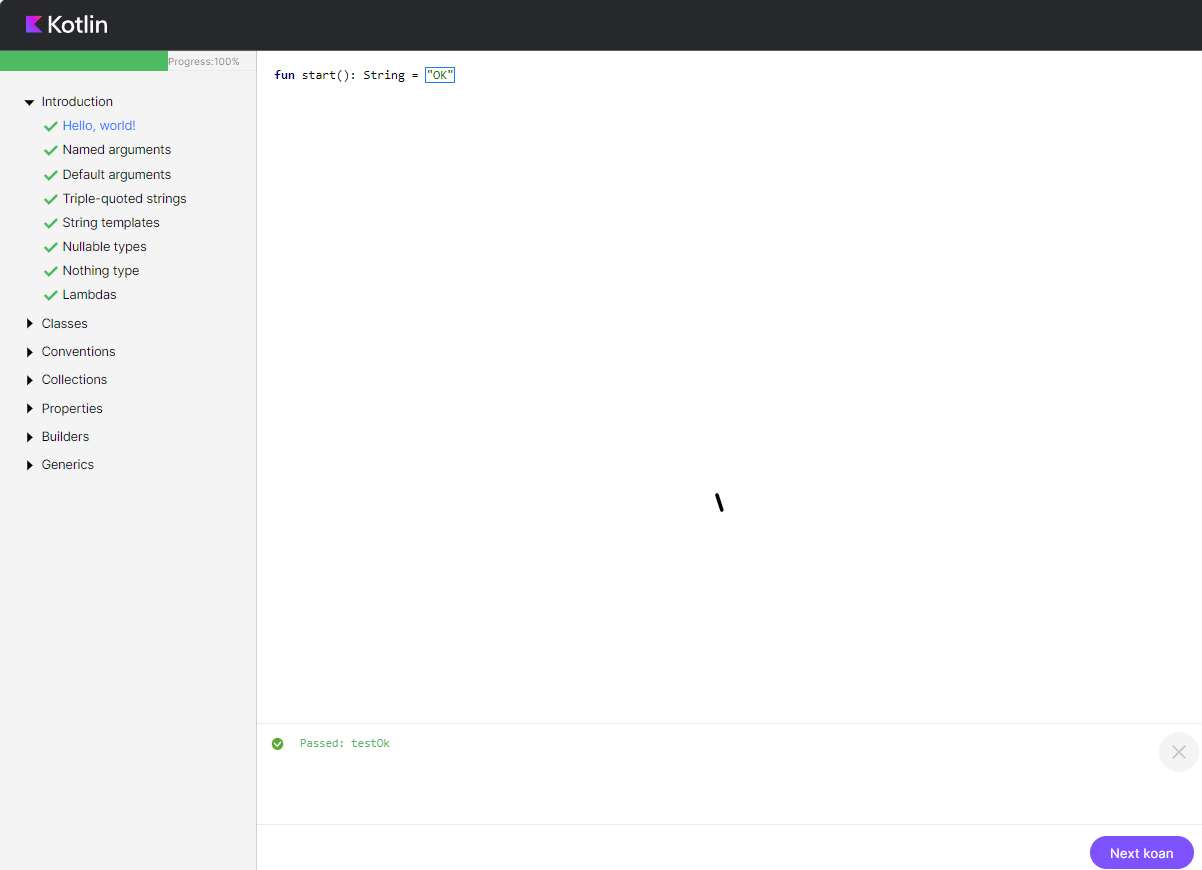 Kotlin
Progress:100%
Introduction
Hello, world!
Named arguments
Default arguments
Triple-quoted strings
String templates
Nullable types
Nothing type
Lambdas
Classes
Conventions
Collections
Properties
Builders
Generics
fun start(): String = "OK"
Passed: testOk
Next koan